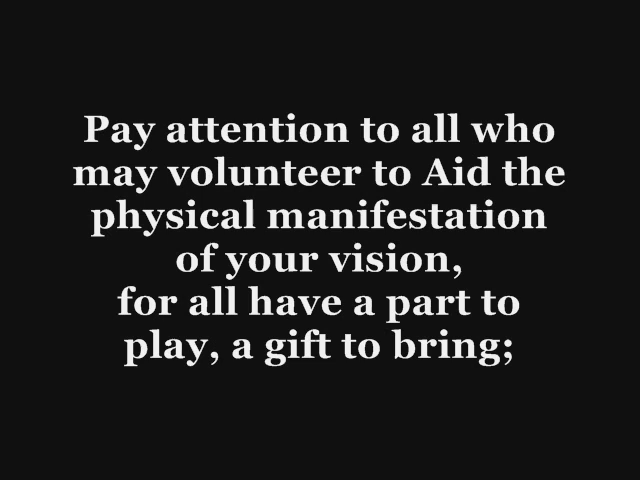 Pay attention to all who
may volunteer to Aid the
physical manifestation
of your vision,
for all have a part to
play, a gift to bring;